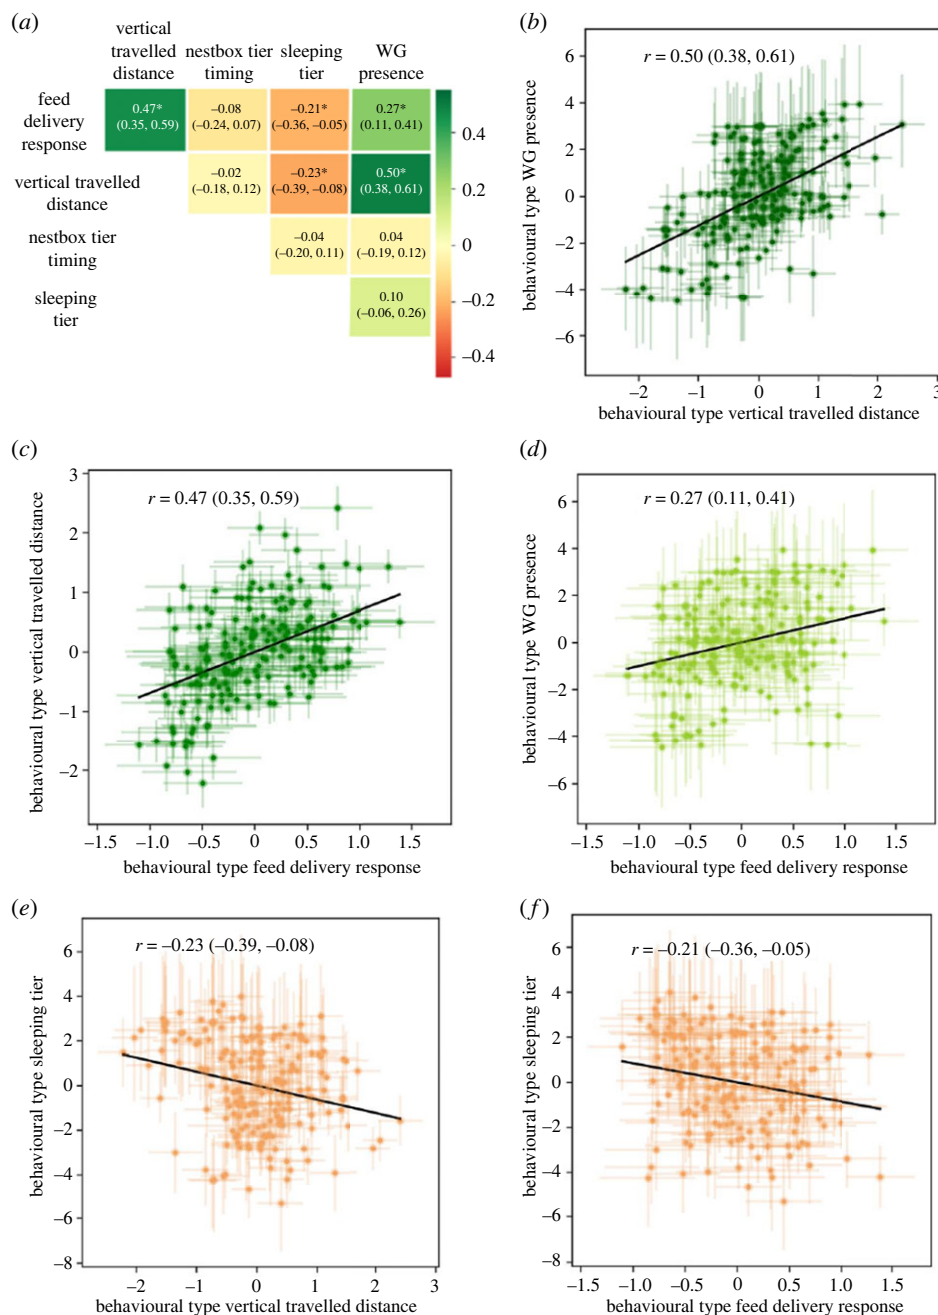 (a)
vertical
travelled
distance
nestbox tier
timing
sleeping
tier
WG
presence
feed
delivery
response
0.47*
(0.35, 0.59)
–0.08
(–0.24, 0.07)
–0.21*
(–0.36, –0.05)
0.27*
(0.11, 0.41)
vertical travelled
distance
–0.02
(–0.18, 0.12)
–0.23*
(–0.39, –0.08)
0.50*
(0.38, 0.61)
nestbox tier
timing
–0.04
(–0.20, 0.11)
0.04
(–0.19, 0.12)
sleeping
tier
0.10
(–0.06, 0.26)
0.4
0.2
0
–0.2
–0.4
(b)
r = 0.50 (0.38, 0.61)
behavioural type WG presence
6
4
2
0
–2
–4
–6
–2 –1 0 1 2 3
behavioural type vertical travelled distance
(c)
r = 0.47 (0.35, 0.59)
behavioural type vertical travelled distance
3
2
1
0
–1
–2
–1.5 –1.0 –0.5 0 0.5 1.0 1.5
behavioural type feed delivery response
(d)
r = 0.27 (0.11, 0.41)
behavioural type WG presence
6
4
2
0
–2
–4
–6
–1.5 –1.0 –0.5 0 0.5 1.0 1.5
behavioural type feed delivery response
(e)
r = –0.23 (–0.39, –0.08)
behavioural type sleeping tier
6
4
2
0
–2
–4
–6
–8
–2 –1 0 1 2 3
behavioural type vertical travelled distance
(f)
r = –0.21 (–0.36, –0.05)
behavioural type sleeping tier
6
4
2
0
–2
–4
–6
–8
–1.5 –1.0 –0.5 0 0.5 1.0 1.5
behavioural type feed delivery response